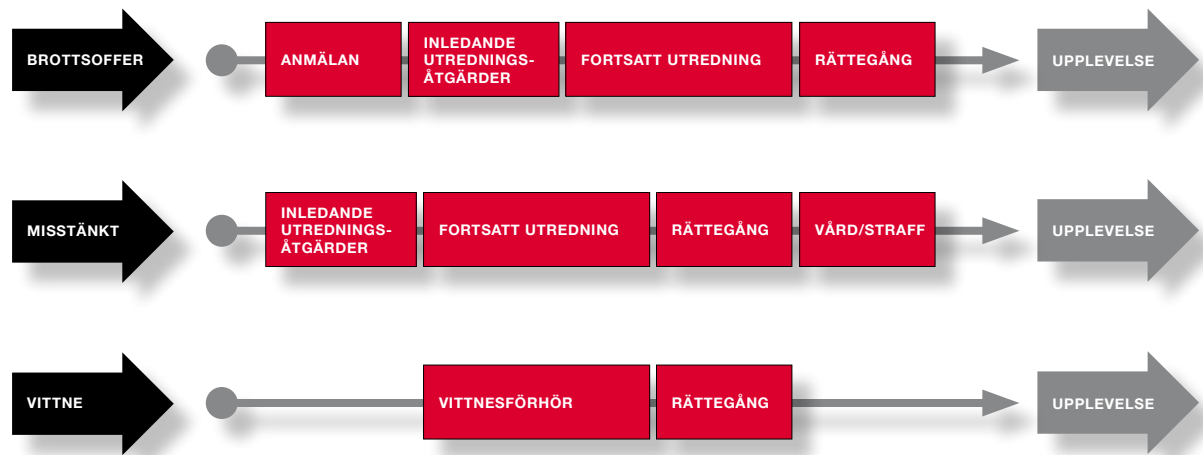 BROTTSOFFER
ANMÄLAN
INLEDANDE
UTREDNINGS-
ÅTGÄRDER
FORTSATT UTREDNING
RÄTTEGÅNG
UPPLEVELSE
MISSTÄNKT
INLEDANDE
UTREDNINGS-
ÅTGÄRDER
FORTSATT UTREDNING
RÄTTEGÅNG
VÅRD/STRAFF
UPPLEVELSE
VITTNE
VITTNESFÖRHÖR
RÄTTEGÅNG
UPPLEVELSE